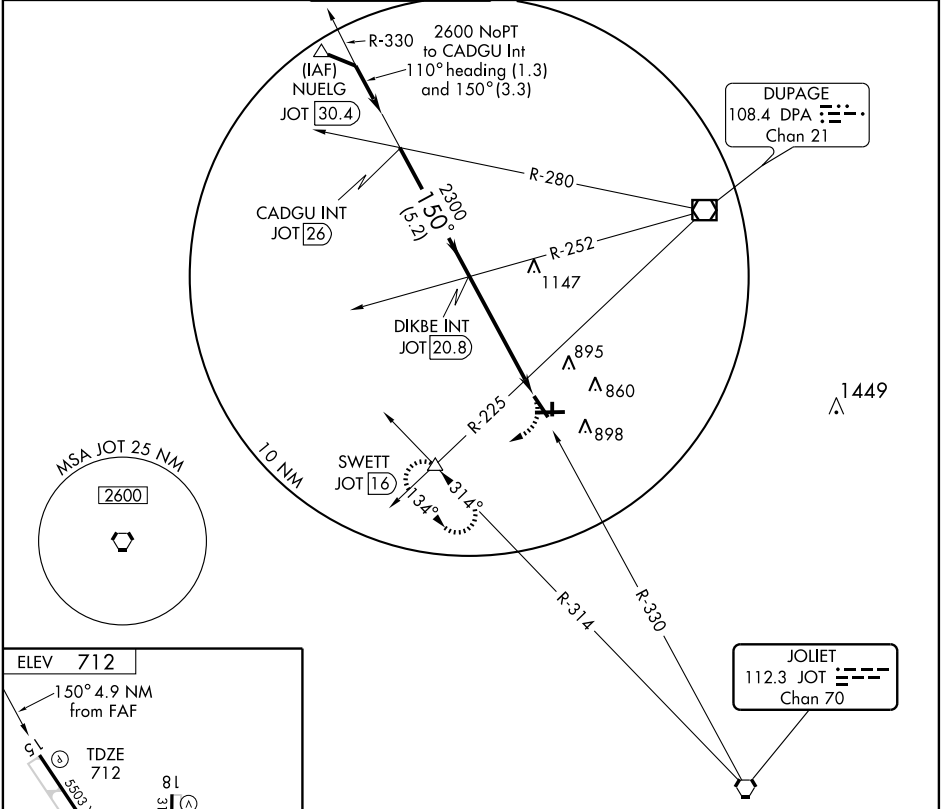 R-330
2600 NoPT
to CADGU Int
110° heading (1.3)
and 150° (3.3)
(IAF)
NUELG
JOT 30.4
DUPAGE
108.4 DPA
Chan 21
R-280
CADGU INT
JOT 26
2300
150°
(5.2)
R-252
1147
DIKBE INT
JOT 20.8
895
860
898
1449
R-225
10 NM
SWETT
JOT 16
134°
314°
MSA JOT 25 NM
2600
R-314
R-330
JOLIET
112.3 JOT
Chan 70
ELEV 712
150° 4.9 NM
from FAF
15
TDZE
712
18